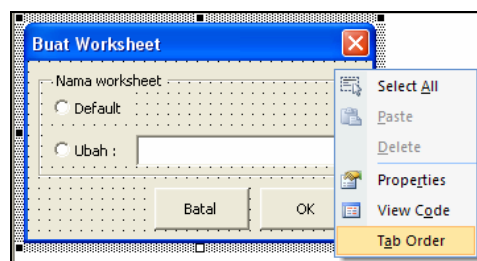 Buat Worksheet
Nama worksheet
Default
Ubah :
Batal
OK
Select All
Paste
Delete
Properties
View Code
Tab Order